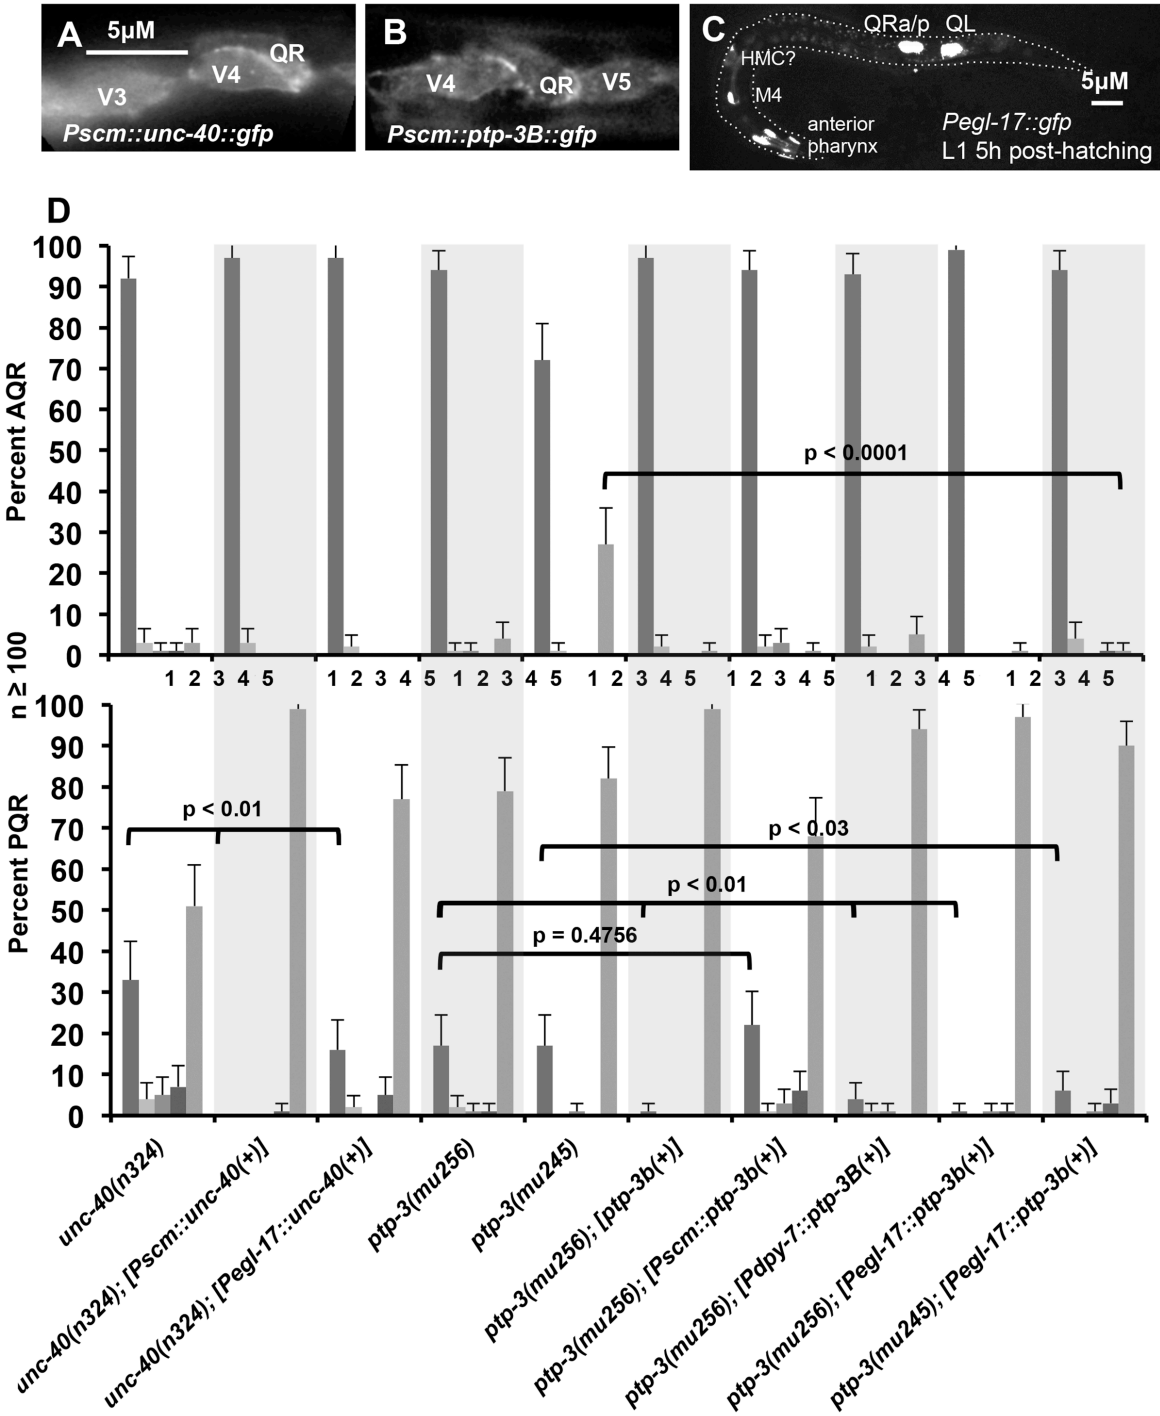 A
5µM
QR
V4
V3
Pscm::unc-40::gfp
B
V4
QR
V5
Pscm::ptp-3B::gfp
C
QRa/p
QL
HMC?
M4
5µM
anterior
pharynx
Pegl-17::gfp
L1 5h post-hatching
D
Percent AQR
100
90
80
70
60
50
40
30
20
10
0
p < 0.0001
n ≥ 100
1 2 3 4 5 1 2 3 4 5 1 2 3 4 5 1 2 3 4 5 1 2 3 4 5 1 2 3 4 5 1 2 3 4 5
Percent PQR
100
90
80
70
60
50
40
30
20
10
0
p < 0.01
p < 0.03
p < 0.01
p = 0.4756
unc-40(n324)
unc-40(n324); [Pscm::unc-40(+)]
unc-40(n324); [Pegl-17::unc-40(+)]
ptp-3(mu256)
ptp-3(mu245)
ptp-3(mu256); [ptp-3b(+)]
ptp-3(mu256); [Pscm::ptp-3b(+)]
ptp-3(mu256); [Pdpy-7::ptp-3B(+)]
ptp-3(mu256); [Pegl-17::ptp-3b(+)]
ptp-3(mu245); [Pegl-17::ptp-3b(+)]